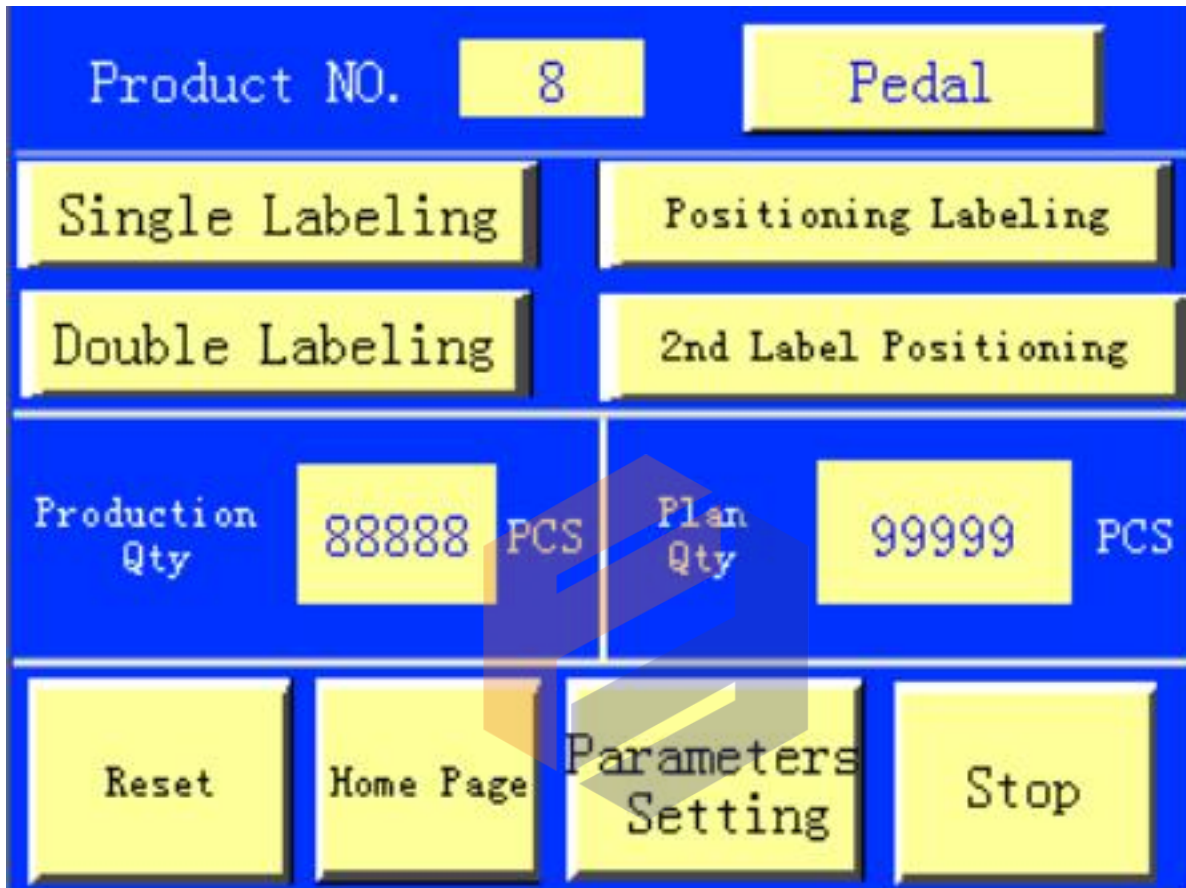 Product NO. 8 Pedal
Single Labeling Positioning Labeling
Double Labeling 2nd Label Positioning
Production
Qty
88888 PCS
Plan
Qty
99999 PCS
Reset
Home Page
Parameters
Setting
Stop